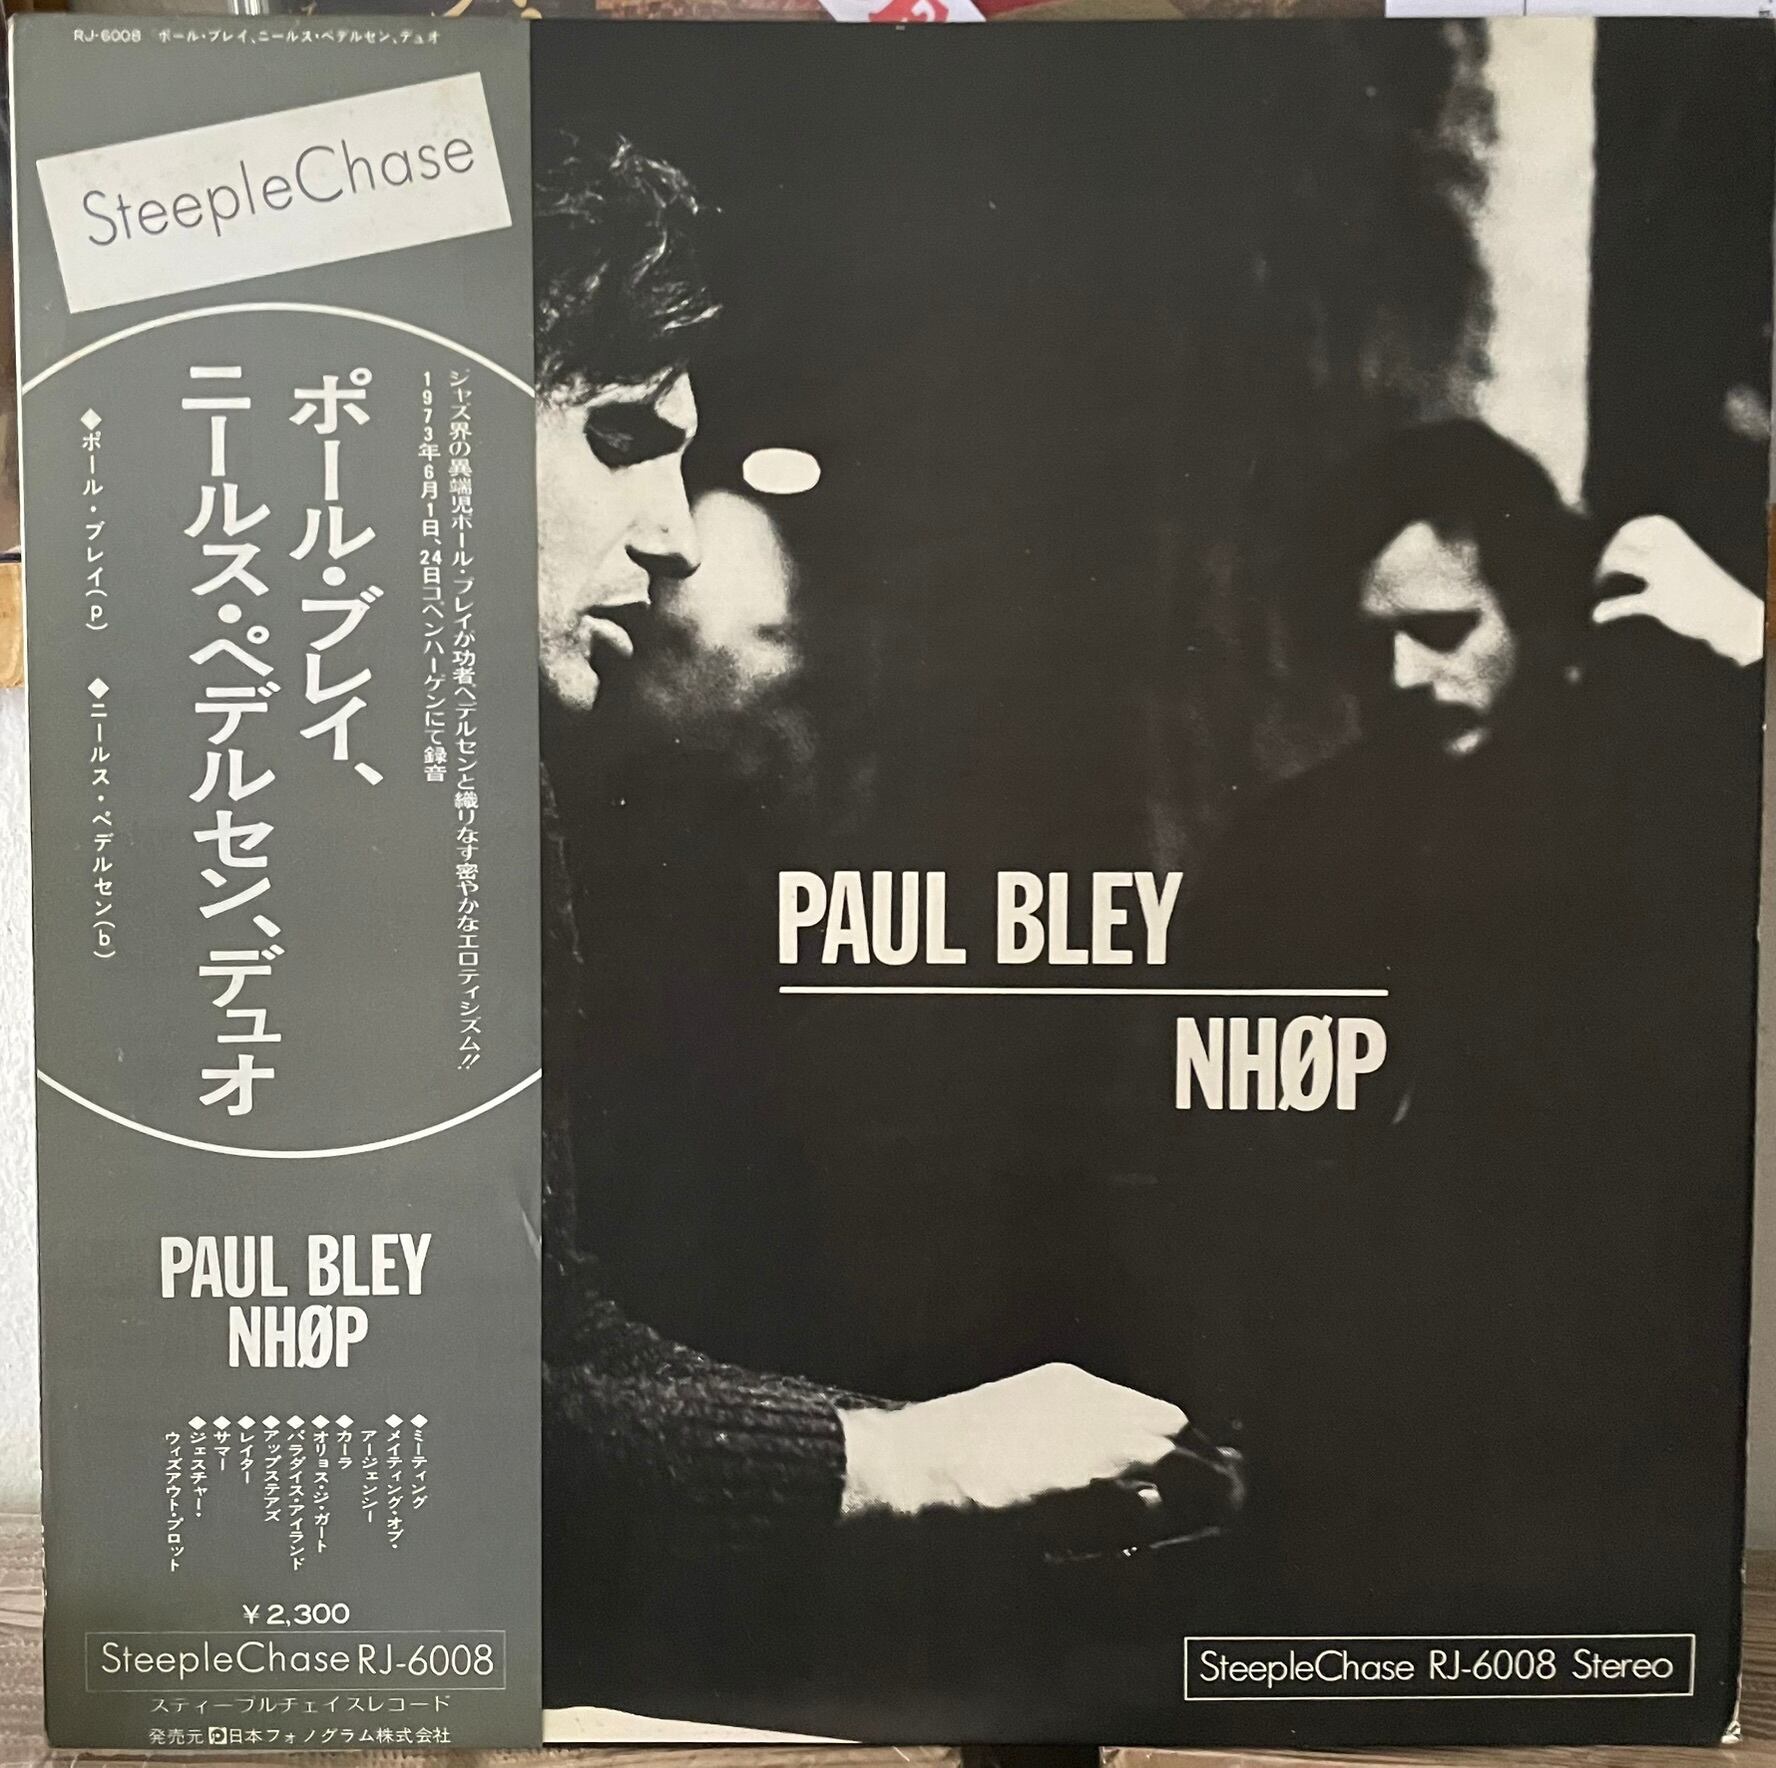 RJ-6008 ポール・ブレイ、ニールス・ペデルセン、デュオ
SteepleChase
ジャズ界の異端児ポール・ブレイが功者ペデルセンと織りなす密やかなエロティシズム!!
1973年6月1日、24日コペンハーゲンにて録音
ポール・ブレイ、
ニールス・ペデルセン、デュオ
◆ポール・ブレイ(p) ◆ニールス・ペデルセン(b)
PAUL BLEY
NHØP
◆ミーティング
◆メイティング・オブ・
アージェンシー
◆カーラ
◆オリョス・ジ・ガート
◆パラダイス・アイランド
◆アップステアズ
◆レイター
◆サマー
◆ジェスチャー・
ウィズアウト・プロット
¥2,300
SteepleChase RJ-6008
スティープルチェイスレコード
発売元 日本フォノグラム株式会社
PAUL BLEY
NHØP
SteepleChase RJ-6008 Stereo